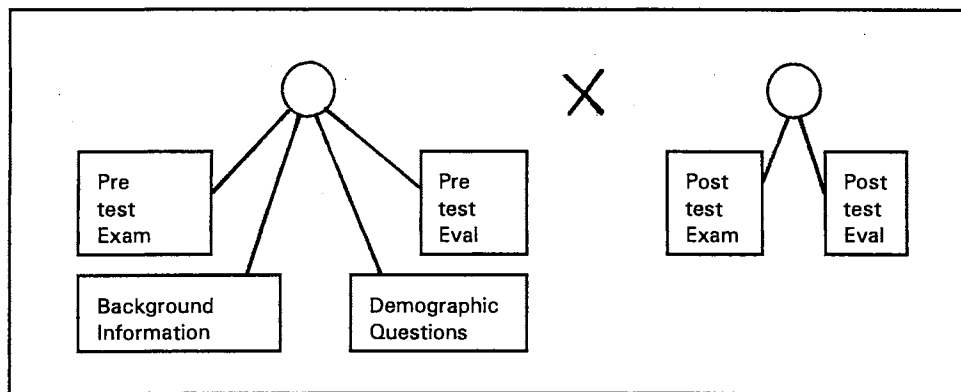 Pre
test
Exam
Pre
test
Eval
Background
Information
Demographic
Questions
X
Post
test
Exam
Post
test
Eval